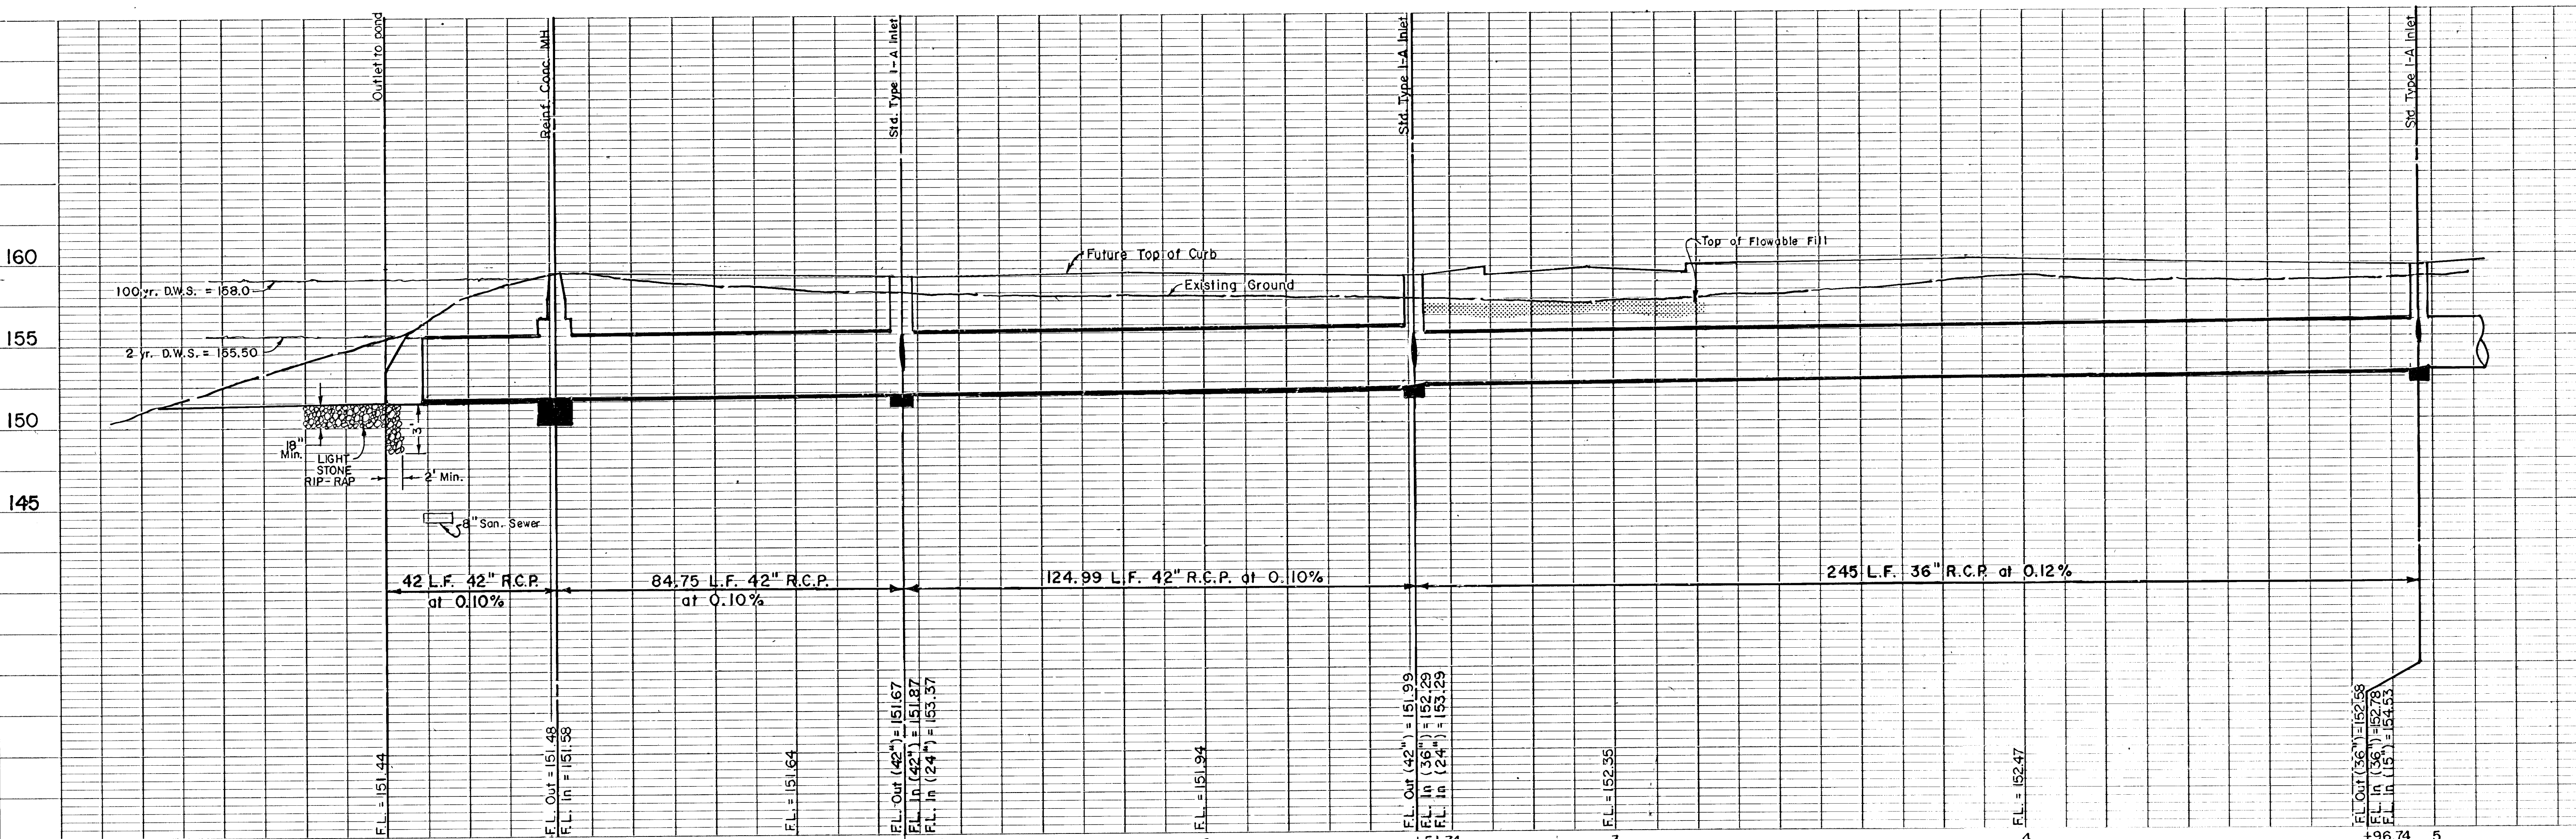 Outlet to pond
Reinf. Conc. MH
Std. Type I-A Inlet
Std. Type I-A Inlet
Std. Type I-A Inlet
160
155
150
145
100 yr. D.W.S. = 158.0
2 yr. D.W.S. = 155.50
Future Top of Curb
Existing Ground
Top of Flowable Fill
18"
Min.
LIGHT
STONE
RIP-RAP
3'
2' Min.
8" San. Sewer
42 L.F. 42" R.C.P.
at 0.10%
84.75 L.F. 42" R.C.P.
at 0.10%
124.99 L.F. 42" R.C.P. at 0.10%
245 L.F. 36" R.C.P. at 0.12%
F.L. = 151.44
F.L. Out = 151.48
F.L. In = 151.58
F.L. = 151.64
F.L. Out (42") = 151.67
F.L. In (42") = 151.87
F.L. In (24") = 153.37
F.L. = 151.94
F.L. Out (42") = 151.99
F.L. In (36") = 152.29
F.L. In (24") = 153.29
F.L. = 152.35
F.L. = 152.47
F.L. Out (36") = 152.58
F.L. In (36") = 152.78
F.L. In (15") = 154.53
+96.74
5